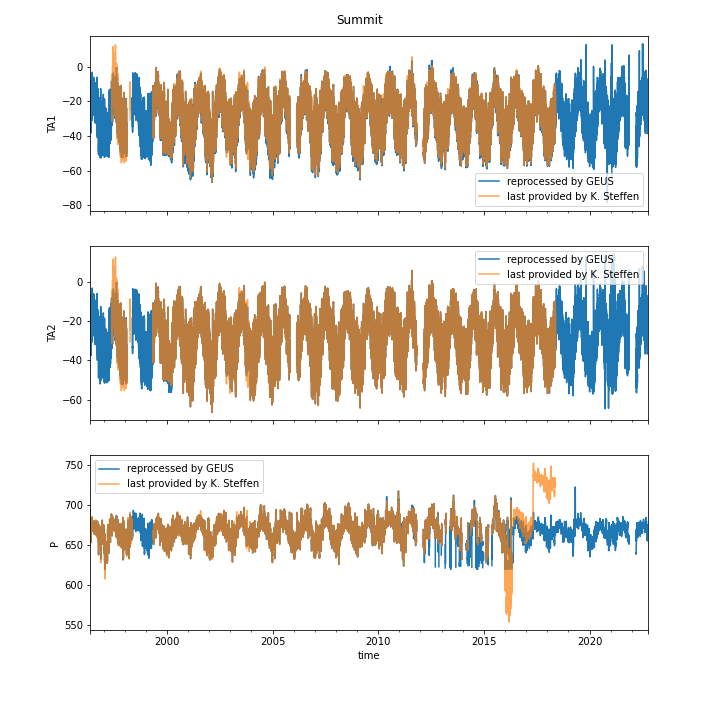 Summit
0
−20
−40
−60
−80
TA1
reprocessed by GEUS
last provided by K. Steffen
0
−20
−40
−60
TA2
reprocessed by GEUS
last provided by K. Steffen
750
700
650
600
550
P
reprocessed by GEUS
last provided by K. Steffen
2000 2005 2010 2015 2020
time